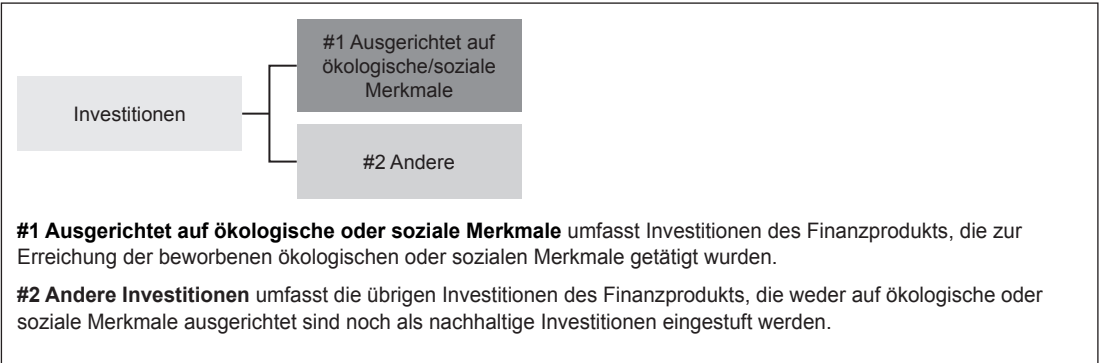 #1 Ausgerichtet auf
ökologische/soziale
Merkmale
Investitionen
#2 Andere
#1 Ausgerichtet auf ökologische oder soziale Merkmale umfasst Investitionen des Finanzprodukts, die zur
Erreichung der beworbenen ökologischen oder sozialen Merkmale getätigt wurden.
#2 Andere Investitionen umfasst die übrigen Investitionen des Finanzprodukts, die weder auf ökologische oder
soziale Merkmale ausgerichtet sind noch als nachhaltige Investitionen eingestuft werden.